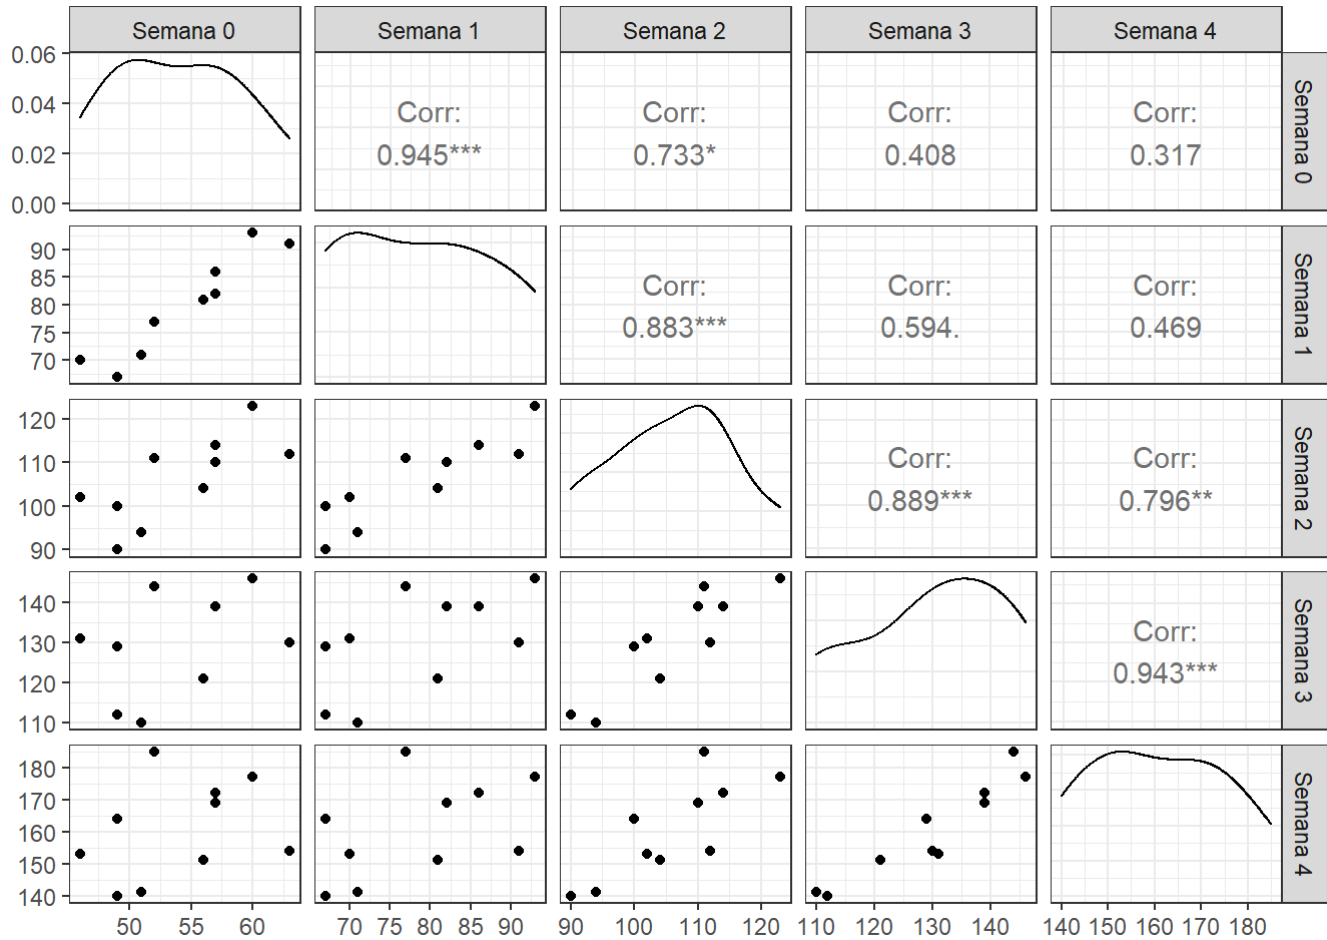 Semana 0 Semana 1 Semana 2 Semana 3 Semana 4
0.06
0.04
0.02
0.00
Corr:
0.945***
Corr:
0.733*
Corr:
0.408
Corr:
0.317
Semana 0
90
85
80
75
70
Corr:
0.883***
Corr:
0.594.
Corr:
0.469
Semana 1
120
110
100
90
Corr:
0.889***
Corr:
0.796**
Semana 2
140
130
120
110
Corr:
0.943***
Semana 3
180
170
160
150
140
Semana 4
50 55 60
70 75 80 85 90
90 100 110 120
110 120 130 140
140 150 160 170 180